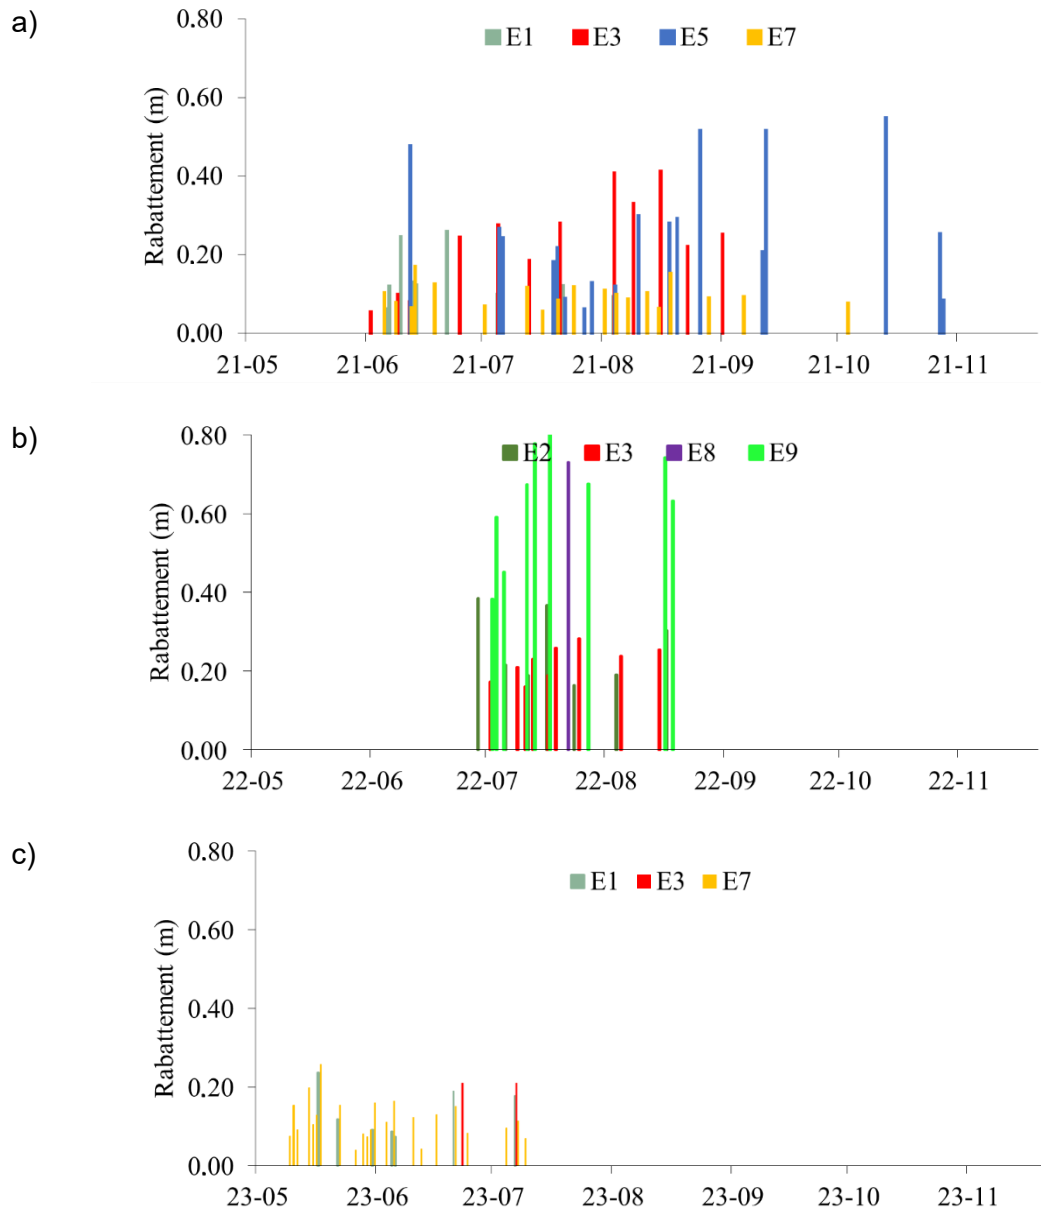 a)
Rabattement (m)
0.80
0.60
0.40
0.20
0.00
E1 E3 E5 E7
21-05 21-06 21-07 21-08 21-09 21-10 21-11
b)
Rabattement (m)
0.80
0.60
0.40
0.20
0.00
E2 E3 E8 E9
22-05 22-06 22-07 22-08 22-09 22-10 22-11
c)
Rabattement (m)
0.80
0.60
0.40
0.20
0.00
E1 E3 E7
23-05 23-06 23-07 23-08 23-09 23-10 23-11